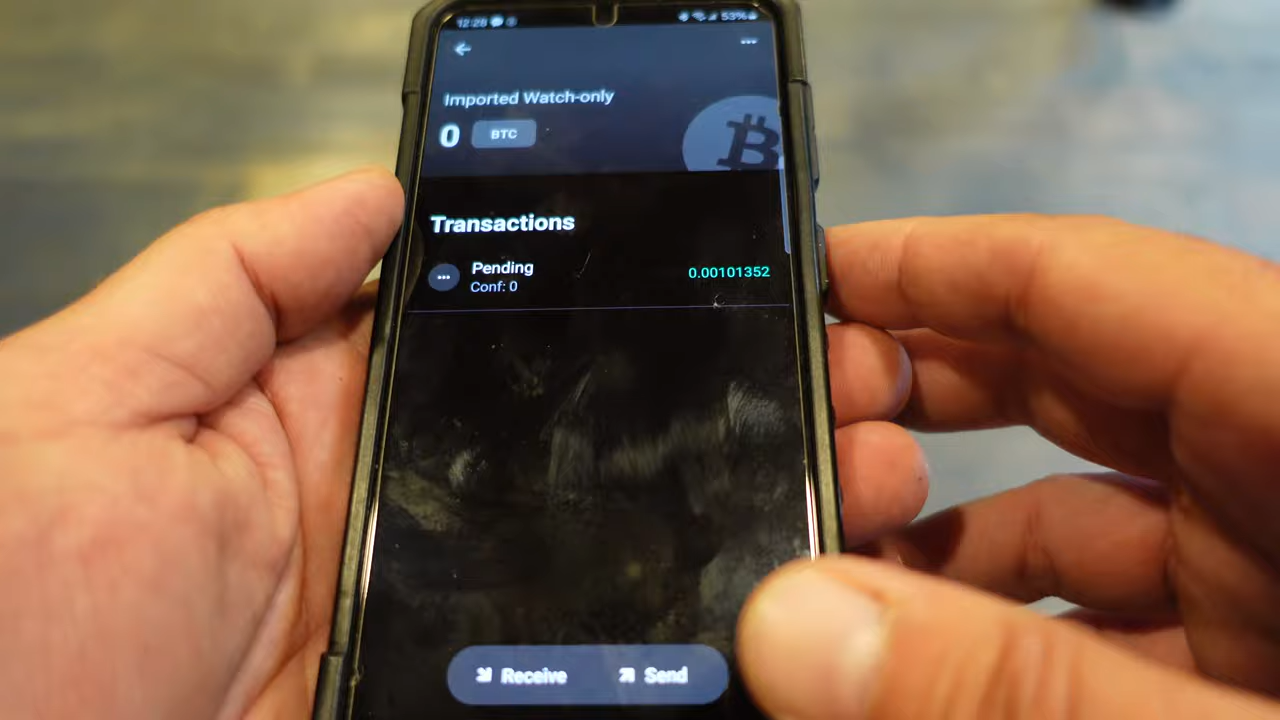 12:28
53%
Imported Watch-only
0 BTC
Transactions
Pending
0.00101352
Conf: 0
Receive
Send